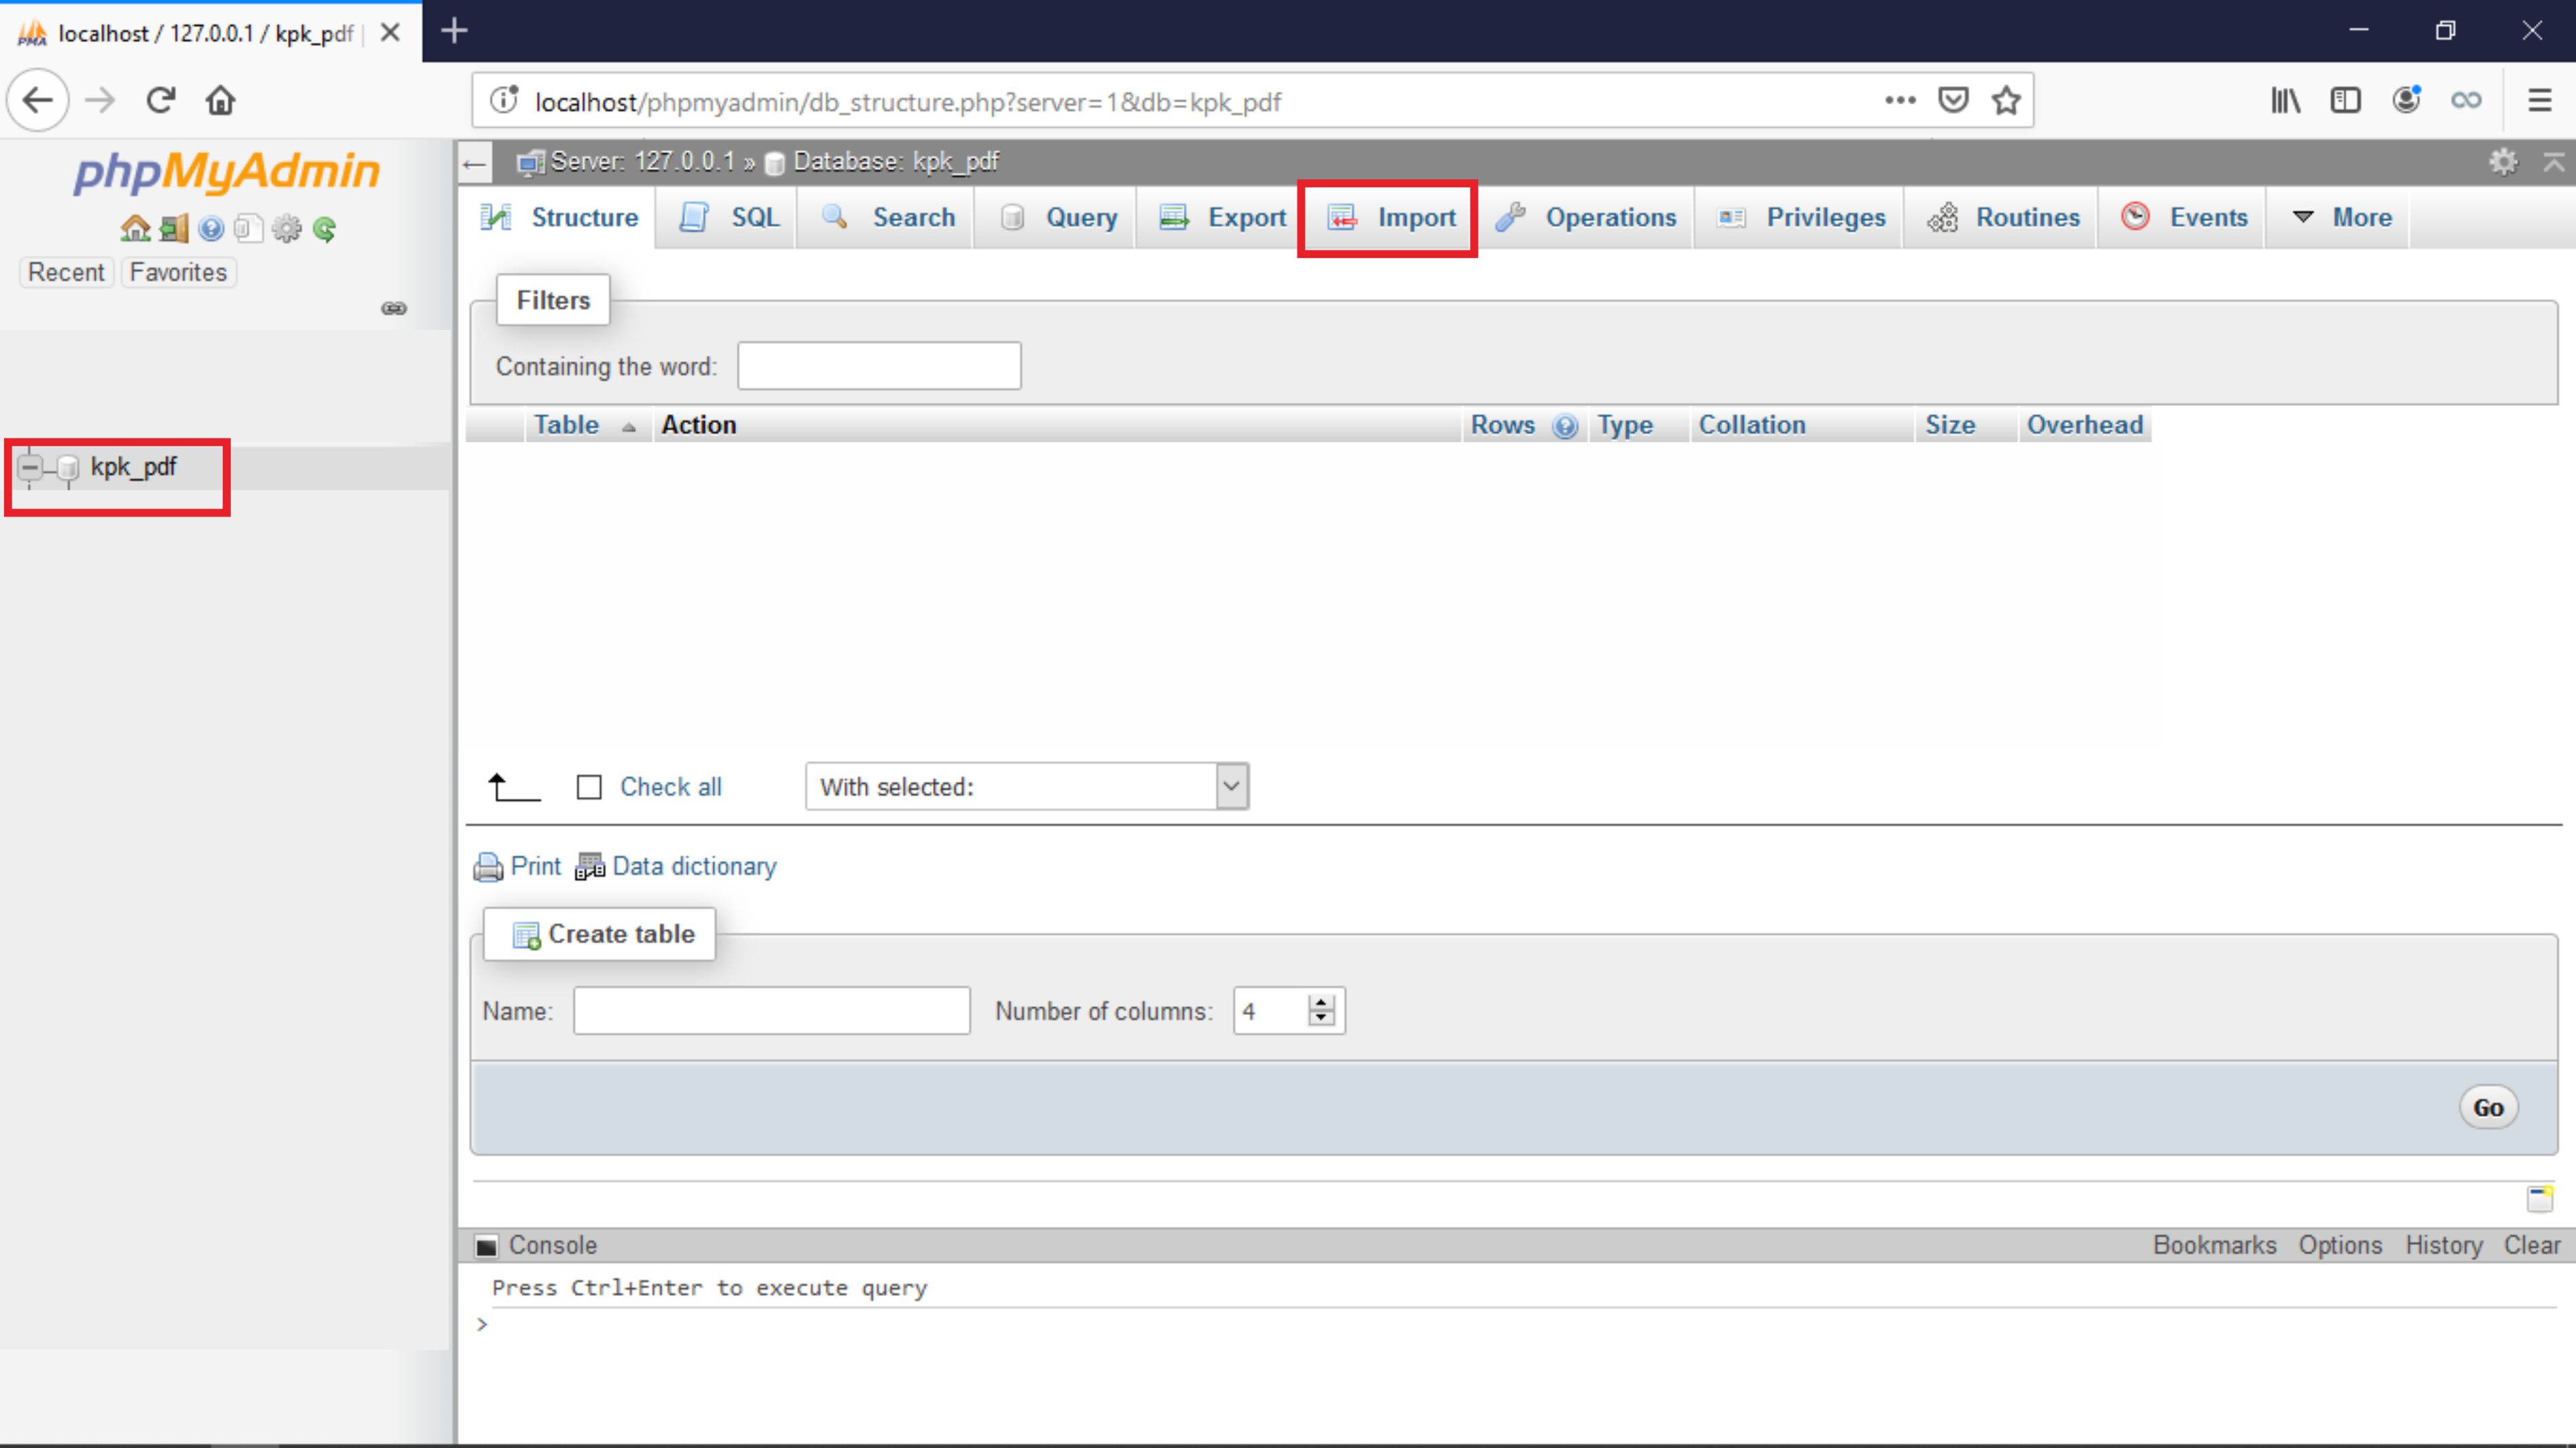 localhost / 127.0.0.1 / kpk_pdf
localhost/phpmyadmin/db_structure.php?server=1&db=kpk_pdf
phpMyAdmin
Recent Favorites
kpk_pdf
Server: 127.0.0.1 » Database: kpk_pdf
Structure SQL Search Query Export Import Operations Privileges Routines Events More
Filters
Containing the word:
Table Action Rows Type Collation Size Overhead
Check all With selected:
Print Data dictionary
Create table
Name: Number of columns: 4
Go
Console Bookmarks Options History Clear
Press Ctrl+Enter to execute query
>